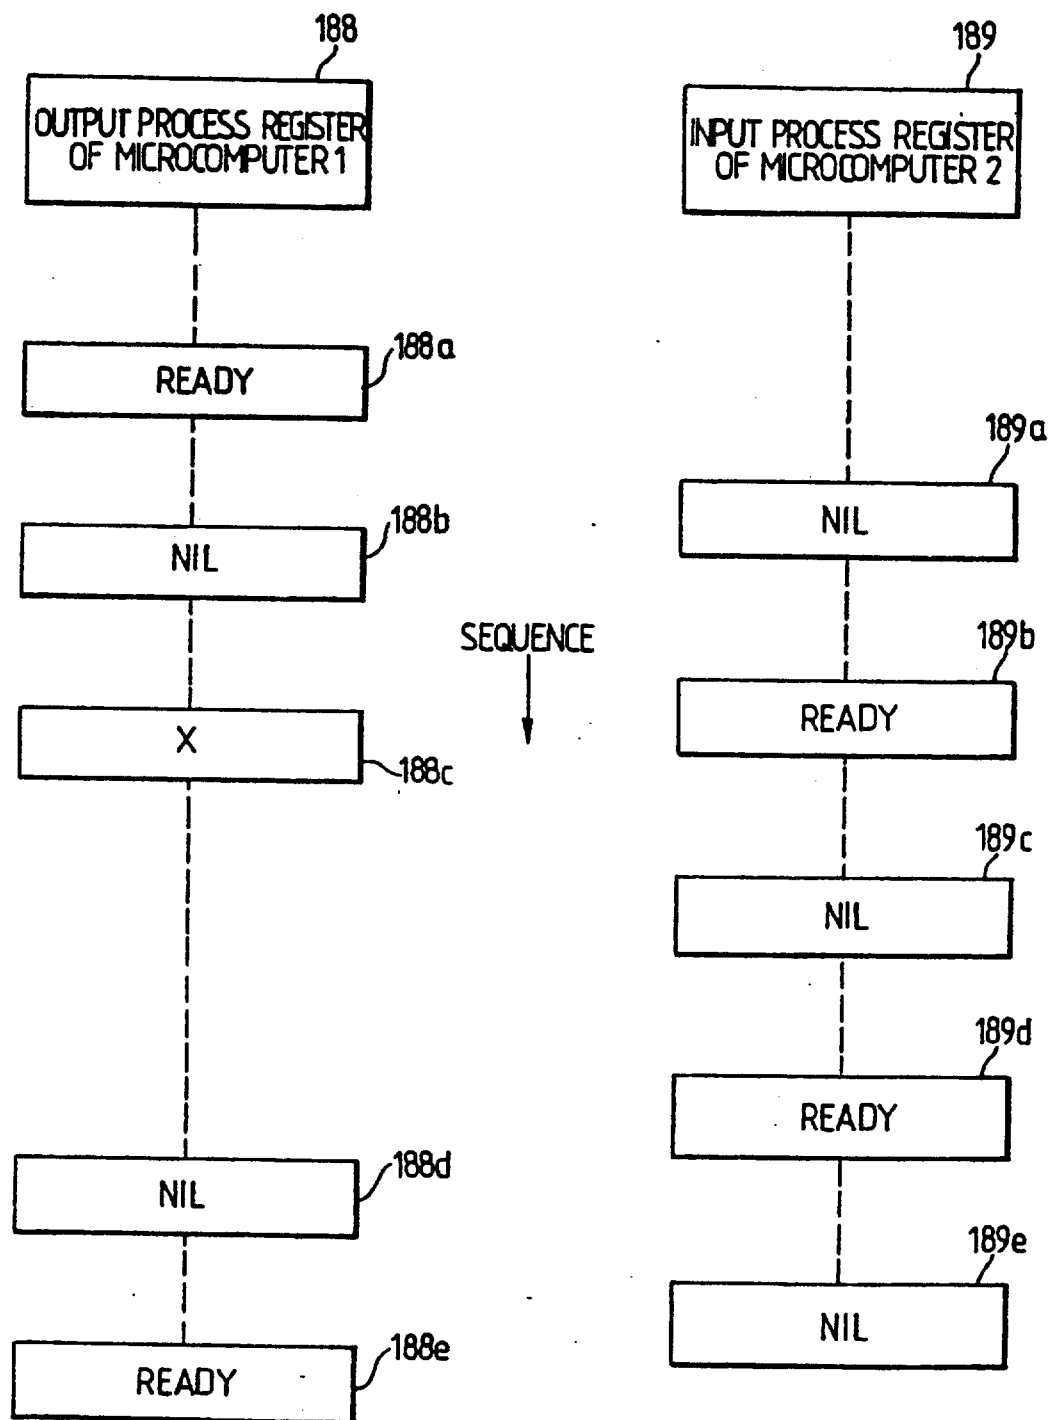 188
OUTPUT PROCESS REGISTER
OF MICROCOMPUTER 1
188a
READY
188b
NIL
X
188c
188d
NIL
188e
READY
SEQUENCE
189
INPUT PROCESS REGISTER
OF MICROCOMPUTER 2
189a
NIL
189b
READY
189c
NIL
189d
READY
189e
NIL